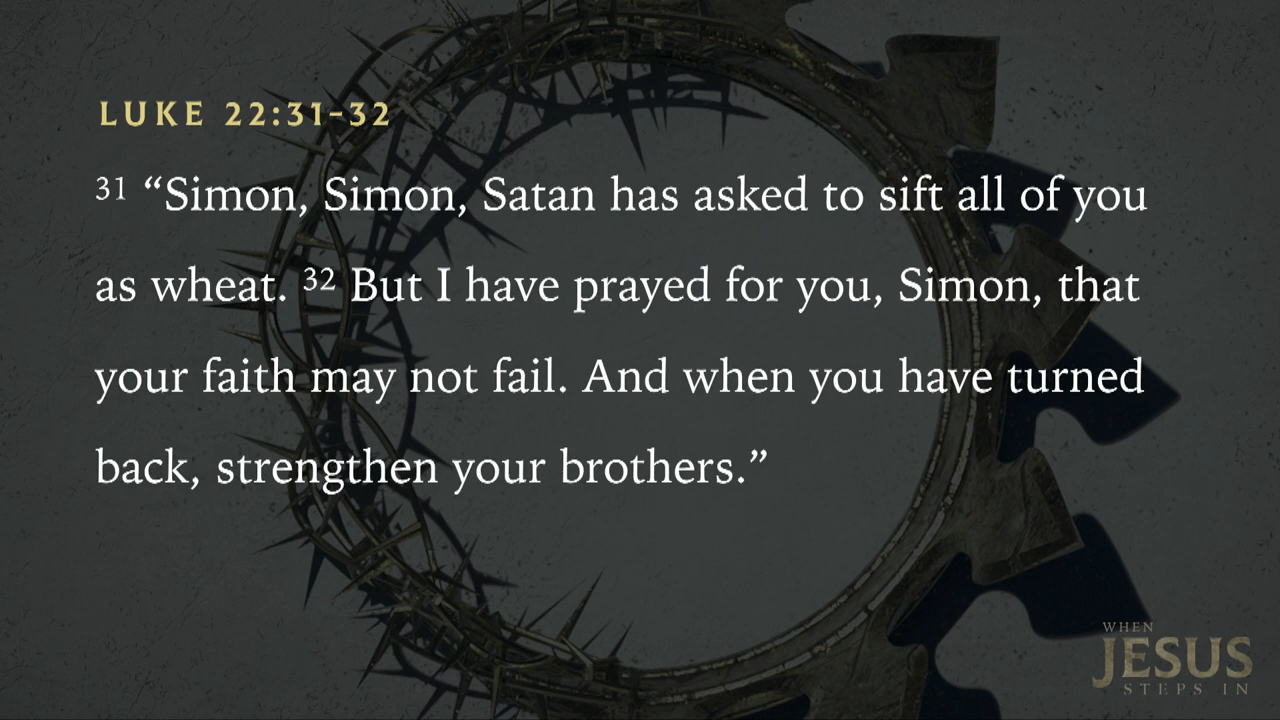 LUKE 22:31-32
31 “Simon, Simon, Satan has asked to sift all of you
as wheat. 32 But I have prayed for you, Simon, that
your faith may not fail. And when you have turned
back, strengthen your brothers.”
WHEN
JESUS
STEPS IN